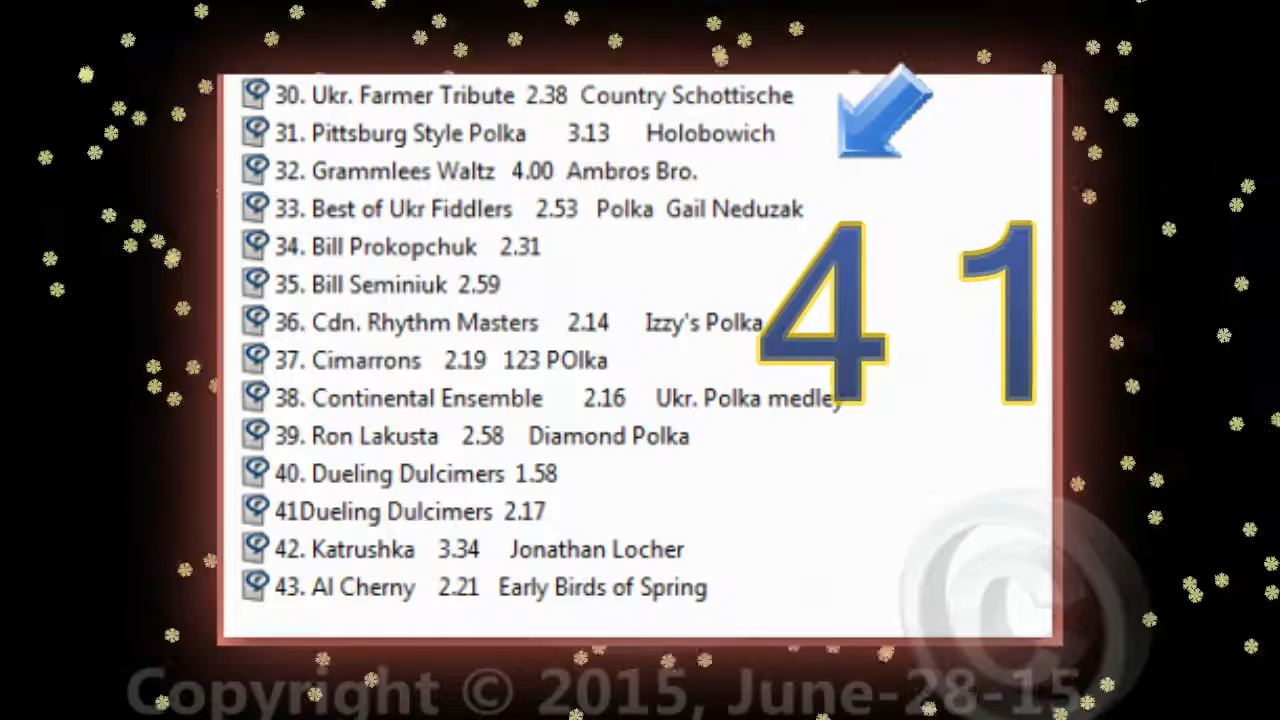 30. Ukr. Farmer Tribute 2.38 Country Schottische
31. Pittsburg Style Polka 3.13 Holobowich
32. Grammlees Waltz 4.00 Ambros Bro.
33. Best of Ukr Fiddlers 2.53 Polka Gail Neduzak
34. Bill Prokopchuk 2.31
35. Bill Seminiuk 2.59
36. Cdn. Rhythm Masters 2.14 Izzy's Polka
37. Cimarrons 2.19 123 POlka
38. Continental Ensemble 2.16 Ukr. Polka medley
39. Ron Lakusta 2.58 Diamond Polka
40. Dueling Dulcimers 1.58
41Dueling Dulcimers 2.17
42. Katrushka 3.34 Jonathan Locher
43. Al Cherny 2.21 Early Birds of Spring
41
©
Copyright © 2015, June-28-15